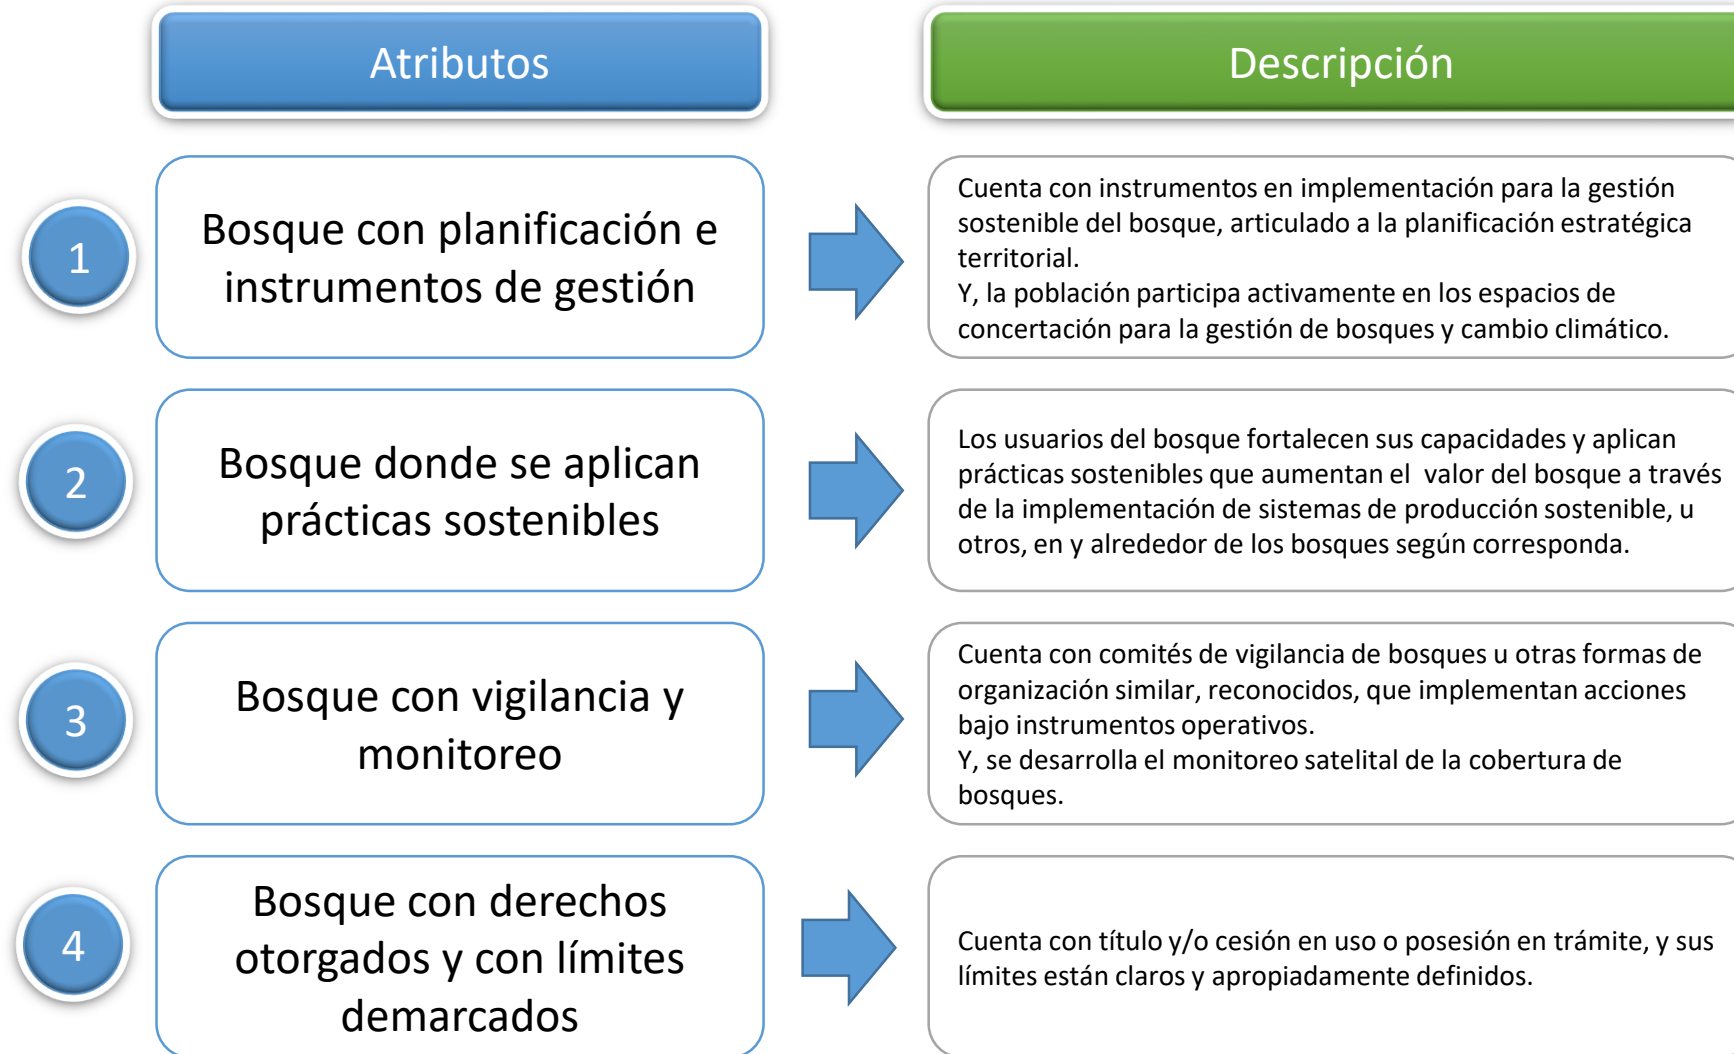 Atributos
Descripción
1
Bosque con planificación e
instrumentos de gestión
Cuenta con instrumentos en implementación para la gestión
sostenible del bosque, articulado a la planificación estratégica
territorial.
Y, la población participa activamente en los espacios de
concertación para la gestión de bosques y cambio climático.
2
Bosque donde se aplican
prácticas sostenibles
Los usuarios del bosque fortalecen sus capacidades y aplican
prácticas sostenibles que aumentan el  valor del bosque a través
de la implementación de sistemas de producción sostenible, u
otros, en y alrededor de los bosques según corresponda.
3
Bosque con vigilancia y
monitoreo
Cuenta con comités de vigilancia de bosques u otras formas de
organización similar, reconocidos, que implementan acciones
bajo instrumentos operativos.
Y, se desarrolla el monitoreo satelital de la cobertura de
bosques.
4
Bosque con derechos
otorgados y con límites
demarcados
Cuenta con título y/o cesión en uso o posesión en trámite, y sus
límites están claros y apropiadamente definidos.